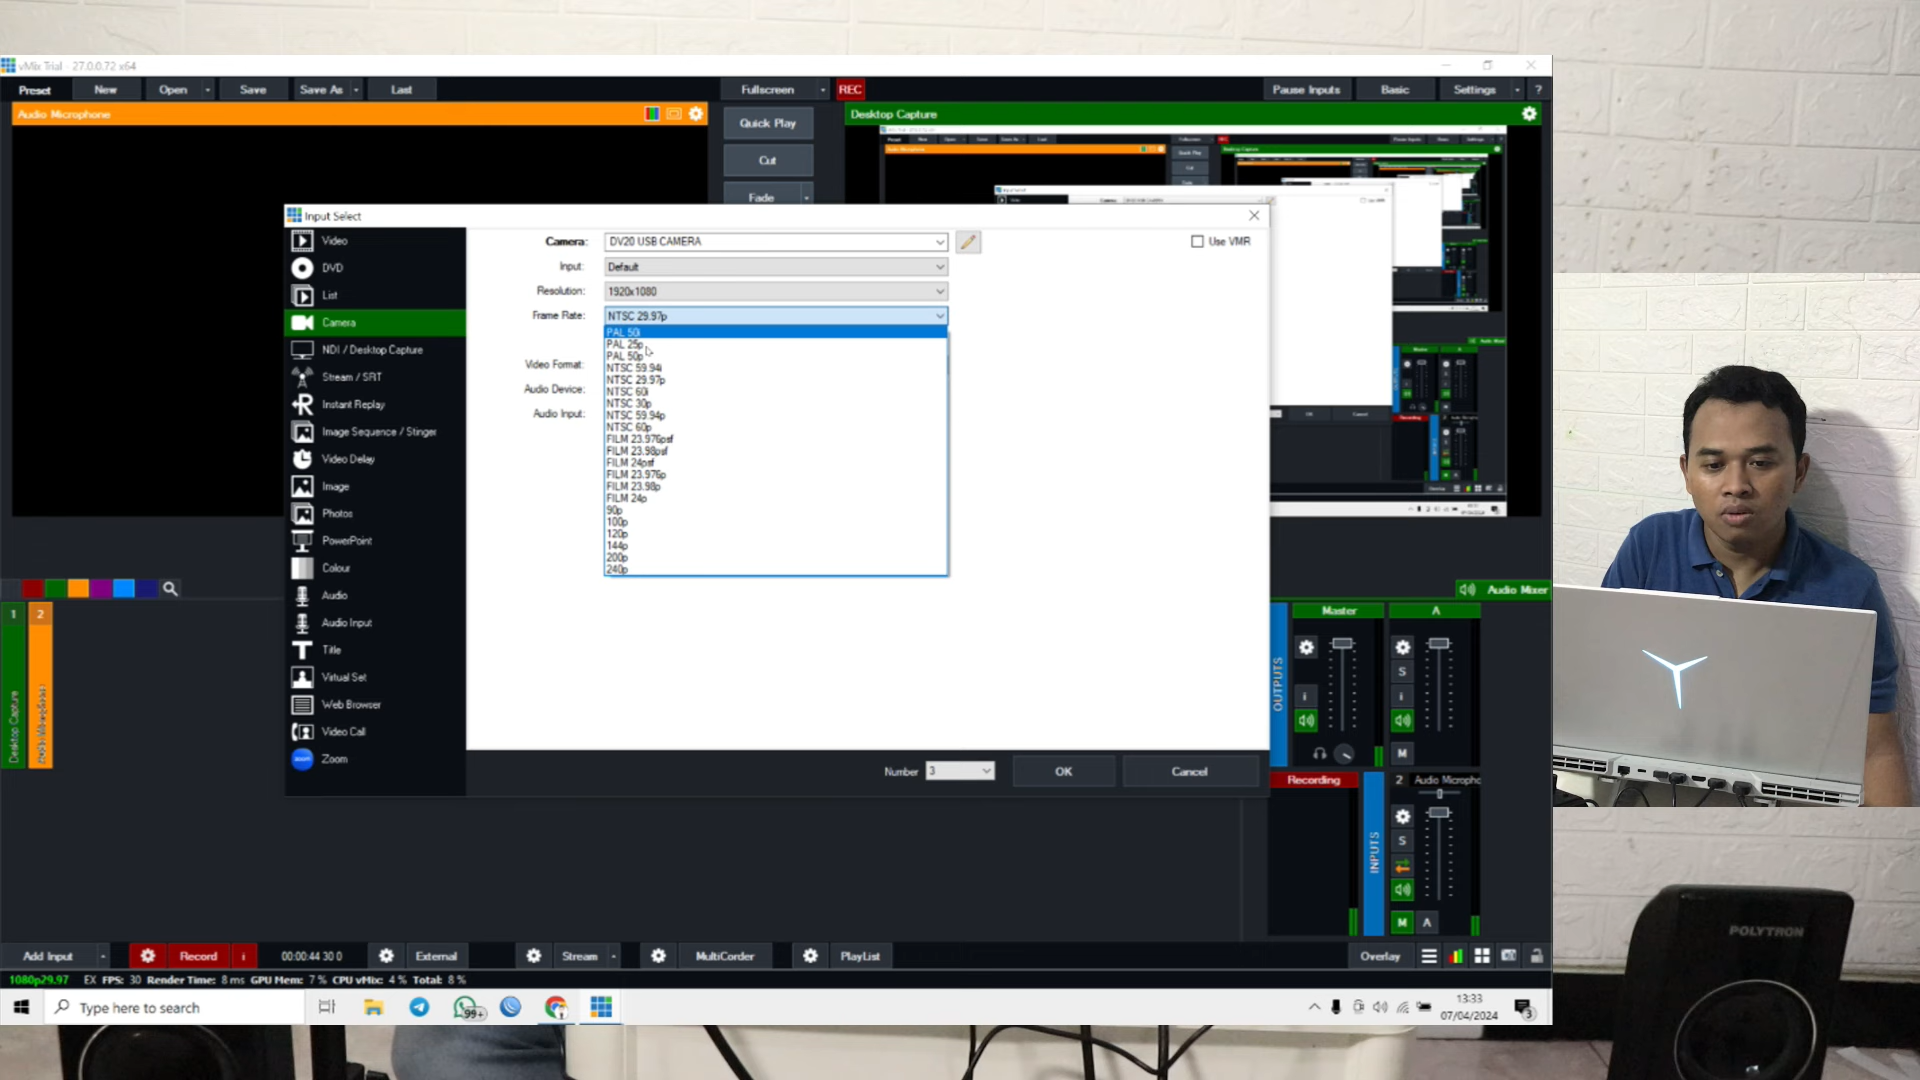 vMix Trial - 27.0.0.72 x64
Preset New Open Save Save As Last Fullscreen REC Pause Inputs Basic Settings ?
Audio Microphone
Quick Play
Cut
Fade
Desktop Capture
Input Select
Video
DVD
List
Camera
NDI / Desktop Capture
Stream / SRT
Instant Replay
Image Sequence / Stinger
Video Delay
Image
Photos
PowerPoint
Colour
Audio
Audio Input
Title
Virtual Set
Web Browser
Video Call
zoom Zoom
Camera: DV20 USB CAMERA
Use VMR
Input: Default
Resolution: 1920x1080
Frame Rate: NTSC 29.97p
PAL 50i
PAL 25p
PAL 50p
NTSC 59.94i
NTSC 29.97p
NTSC 60i
NTSC 30p
NTSC 59.94p
NTSC 60p
FILM 23.976psf
FILM 23.98psf
FILM 24psf
FILM 23.976p
FILM 23.98p
FILM 24p
90p
100p
120p
144p
200p
240p
Video Format:
Audio Device:
Audio Input:
Number 3 OK Cancel
1 2
Desktop Capture
Audio Mixer
Master A
OUTPUTS
S
i i
M
Recording
2 Audio Micropho
INPUTS
S
M A
Add Input Record i 00:00:44 30 0 External Stream MultiCorder PlayList Overlay
1080p29.97 EX FPS: 30 Render Time: 8 ms GPU Mem: 7 % CPU vMix: 4 % Total: 8 %
Type here to search
99+
13:33
07/04/2024
3
POLYTRON